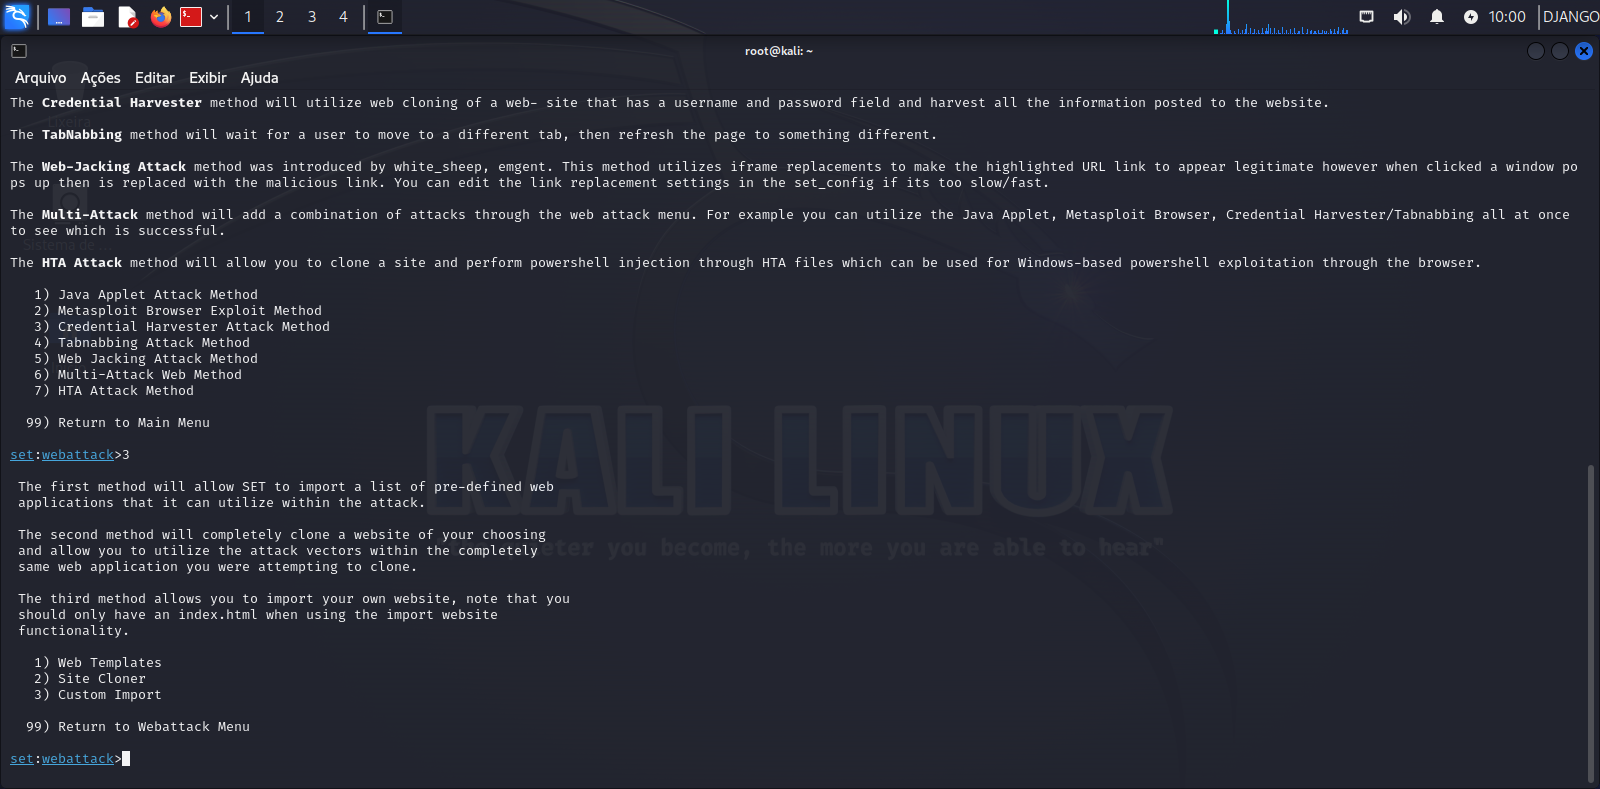 1 2 3 4 10:00 DJANGO
root@kali: ~
Arquivo Ações Editar Exibir Ajuda
The Credential Harvester method will utilize web cloning of a web- site that has a username and password field and harvest all the information posted to the website.
Lixeira
The TabNabbing method will wait for a user to move to a different tab, then refresh the page to something different.
The Web-Jacking Attack method was introduced by white_sheep, emgent. This method utilizes iframe replacements to make the highlighted URL link to appear legitimate however when clicked a window po
ps up then is replaced with the malicious link. You can edit the link replacement settings in the set_config if its too slow/fast.
The Multi-Attack method will add a combination of attacks through the web attack menu. For example you can utilize the Java Applet, Metasploit Browser, Credential Harvester/Tabnabbing all at once
to see which is successful.
Sistema de ...
The HTA Attack method will allow you to clone a site and perform powershell injection through HTA files which can be used for Windows-based powershell exploitation through the browser.
1) Java Applet Attack Method
2) Metasploit Browser Exploit Method
3) Credential Harvester Attack Method
4) Tabnabbing Attack Method
5) Web Jacking Attack Method
6) Multi-Attack Web Method
7) HTA Attack Method
99) Return to Main Menu
KALI LINUX
set:webattack>3
The first method will allow SET to import a list of pre-defined web
applications that it can utilize within the attack.
The second method will completely clone a website of your choosing
and allow you to utilize the attack vectors within the completely
you become, the more you are able to hear"
same web application you were attempting to clone.
The third method allows you to import your own website, note that you
should only have an index.html when using the import website
functionality.
1) Web Templates
2) Site Cloner
3) Custom Import
99) Return to Webattack Menu
set:webattack>